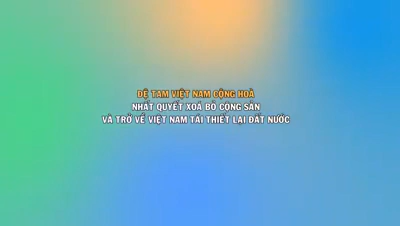 ĐỆ TAM VIỆT NAM CỘNG HOÀ
NHẤT QUYẾT XOÁ BỎ CỘNG SẢN
VÀ TRỞ VỀ VIỆT NAM TÁI THIẾT LẠI ĐẤT NƯỚC